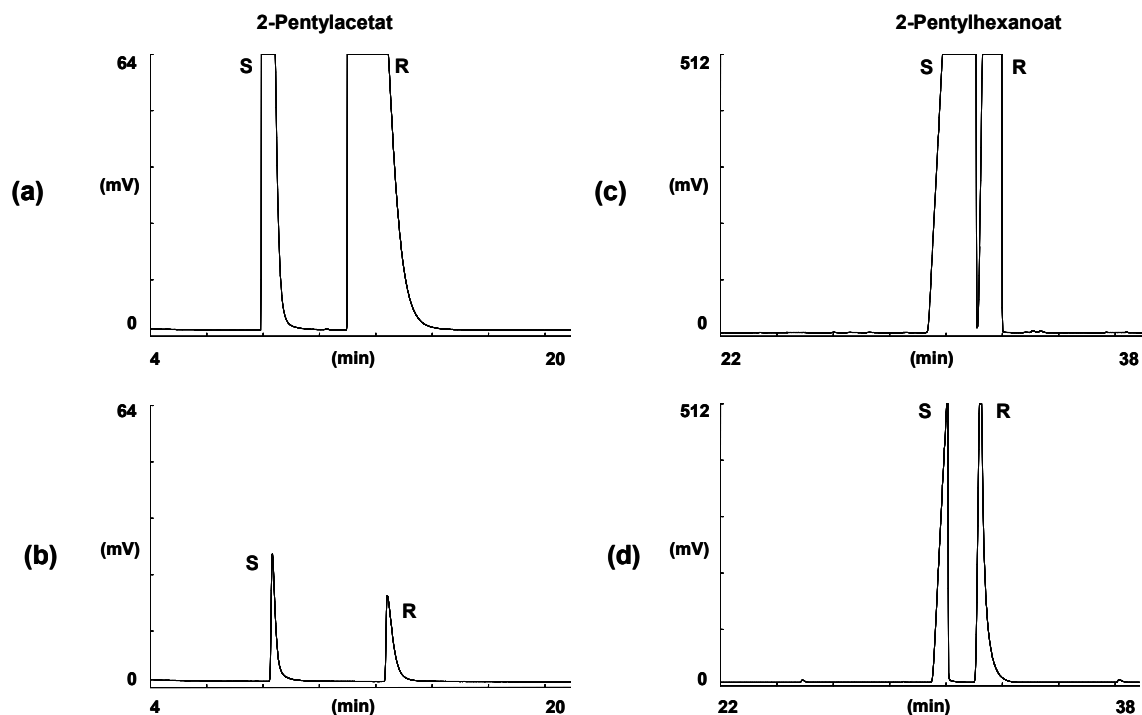 2-Pentylacetat
2-Pentylhexanoat
(a)
64
(mV)
0
S
R
4
(min)
20
(c)
512
(mV)
0
S
R
22
(min)
38
(b)
64
(mV)
0
S
R
4
(min)
20
(d)
512
(mV)
0
S
R
22
(min)
38